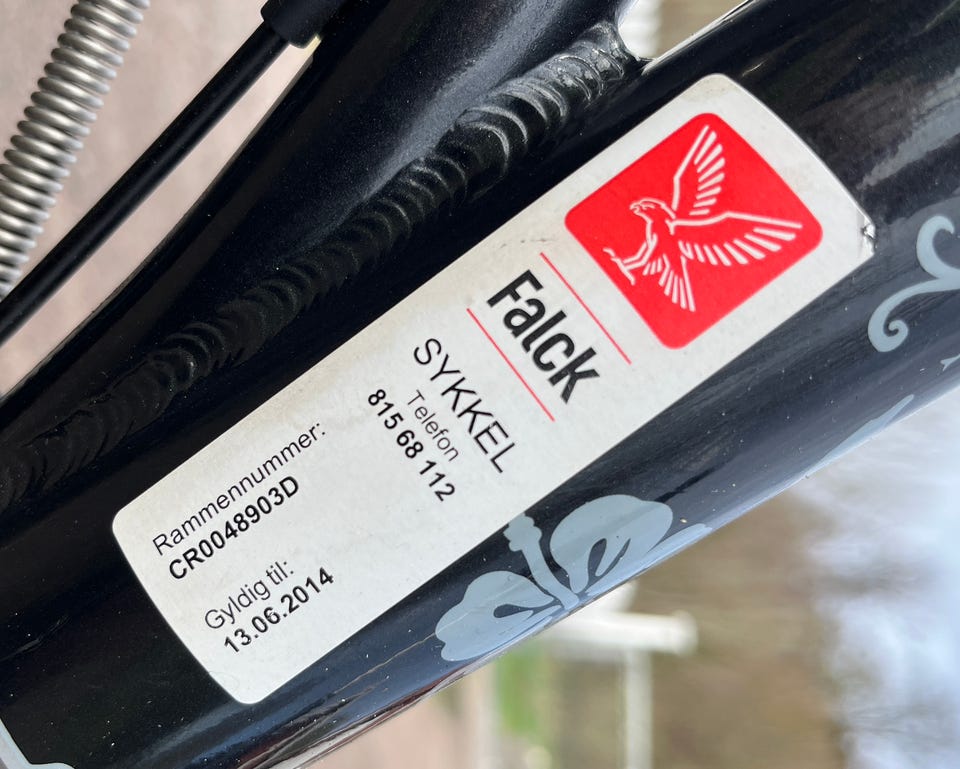 Falck
SYKKEL
Telefon
815 68 112
Rammennummer:
CR0048903D
Gyldig til:
13.06.2014